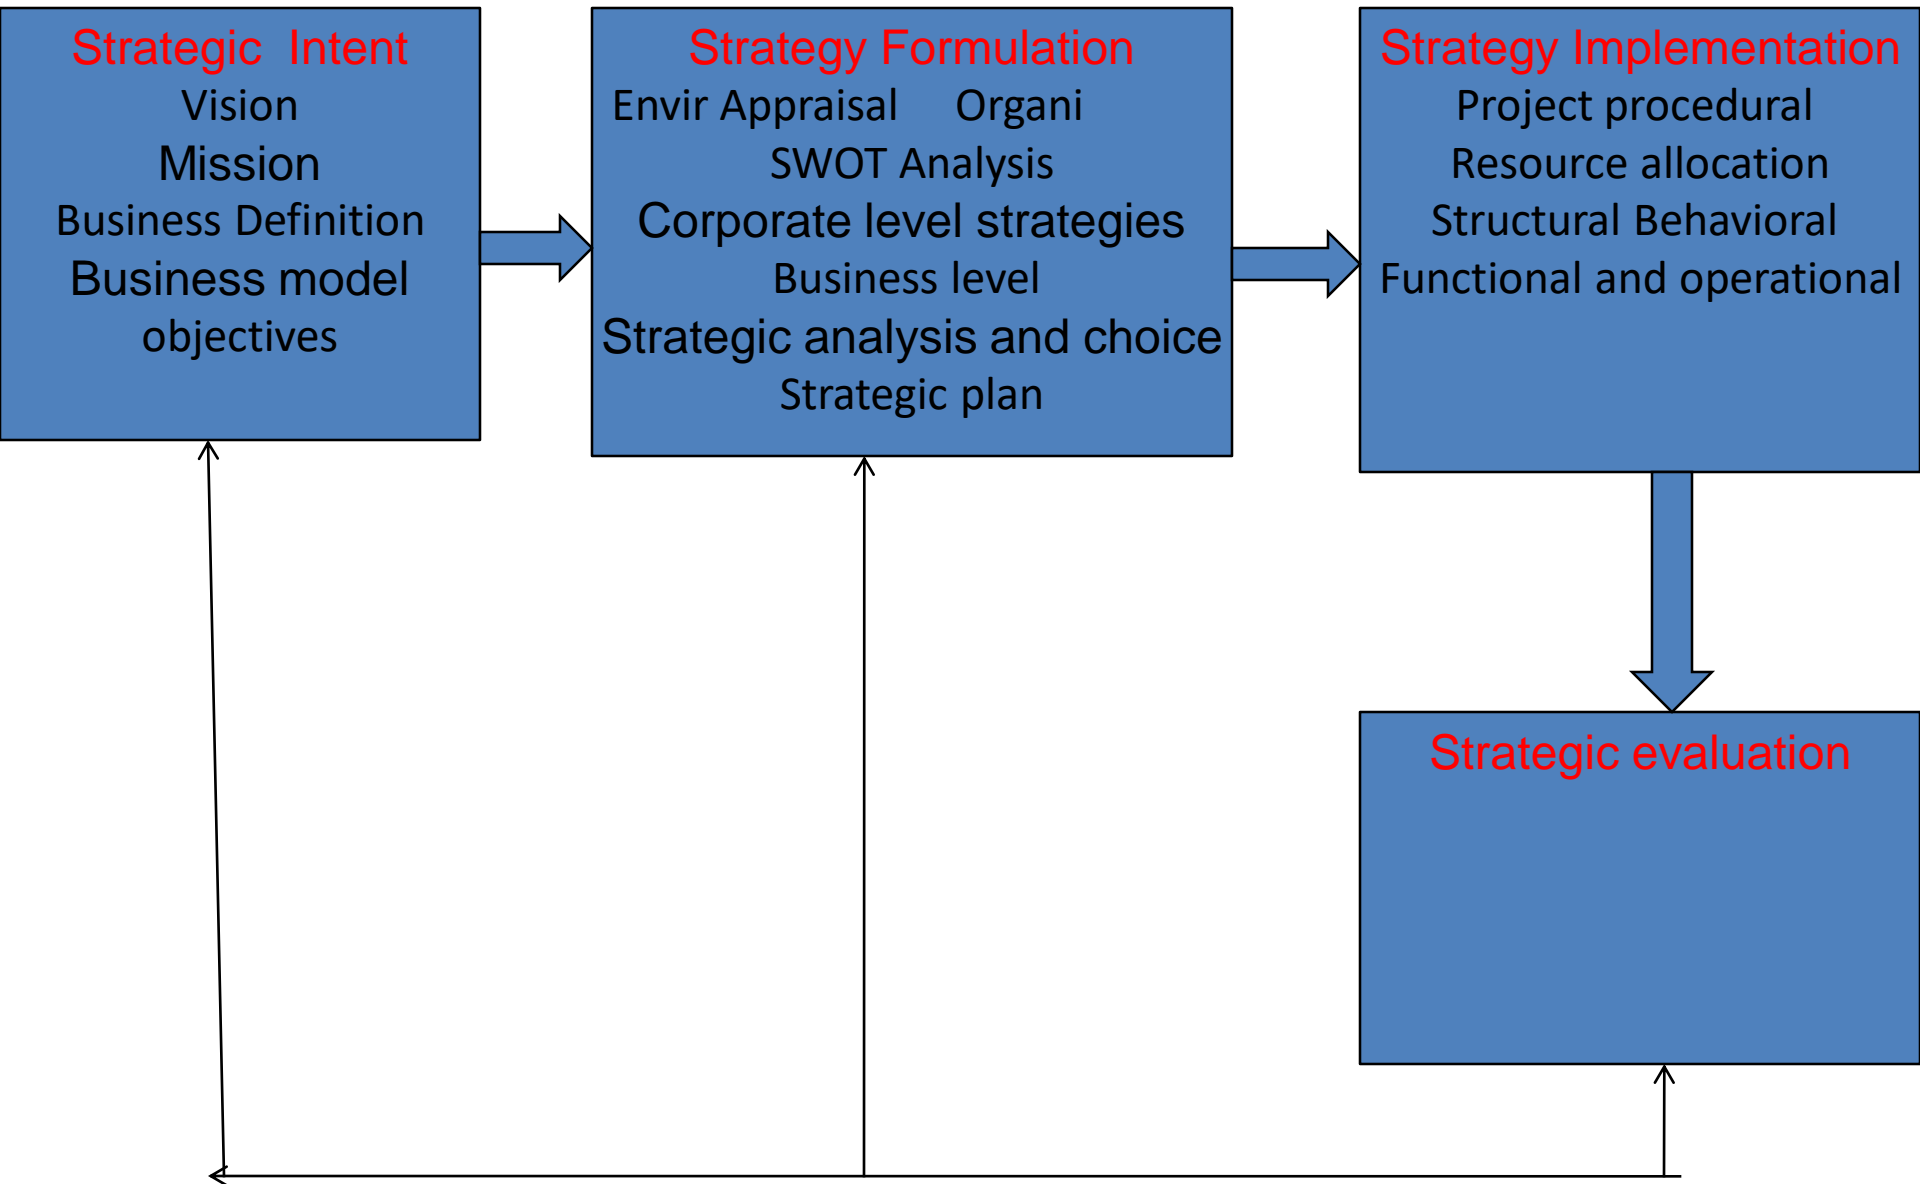 Strategic Intent
Vision
Mission
Business Definition
Business model
objectives
Strategy Formulation
Envir Appraisal Organi
SWOT Analysis
Corporate level strategies
Business level
Strategic analysis and choice
Strategic plan
Strategy Implementation
Project procedural
Resource allocation
Structural Behavioral
Functional and operational
Strategic evaluation